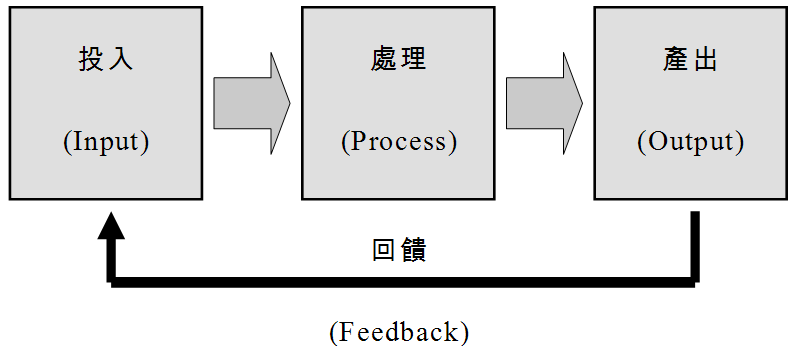 投入
(Input)
處理
(Process)
產出
(Output)
回饋
(Feedback)